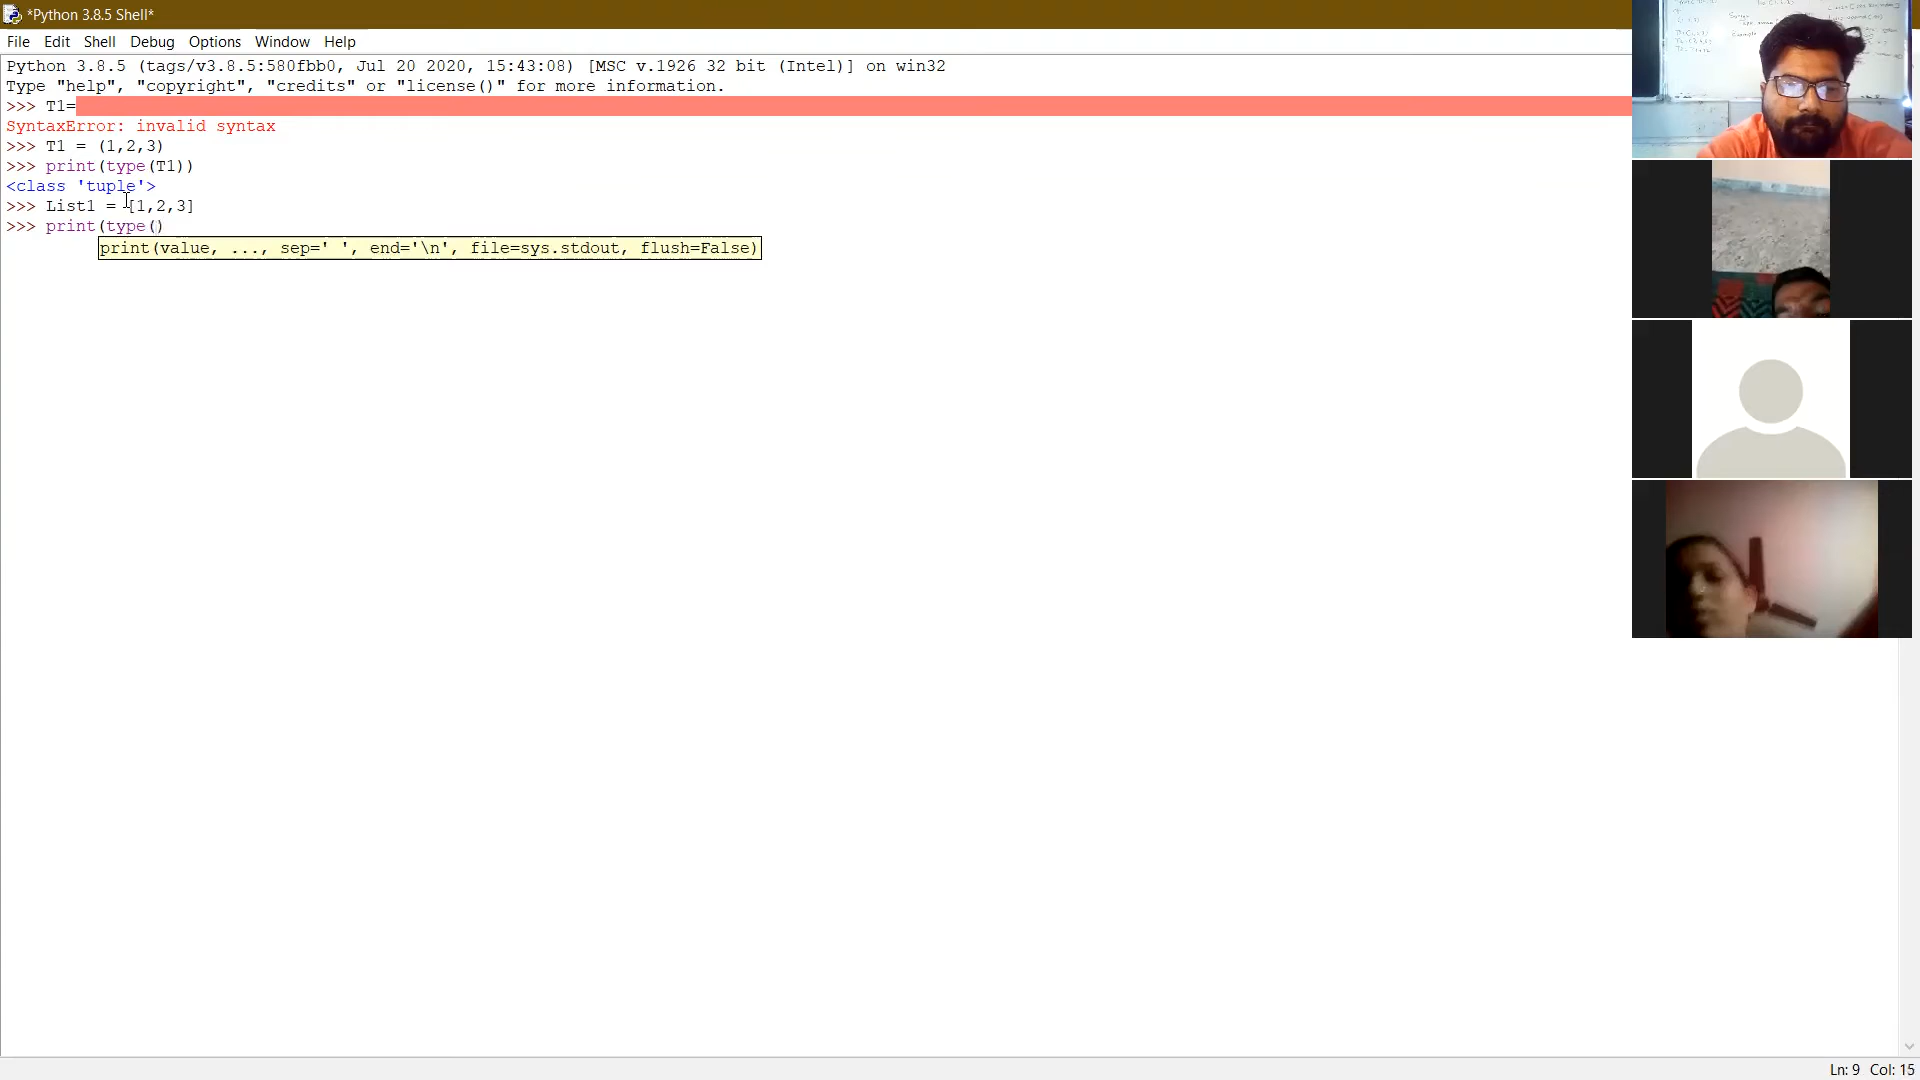 *Python 3.8.5 Shell*
File Edit Shell Debug Options Window Help
Python 3.8.5 (tags/v3.8.5:580fbb0, Jul 20 2020, 15:43:08) [MSC v.1926 32 bit (Intel)] on win32
Type "help", "copyright", "credits" or "license()" for more information.
>>> T1=
SyntaxError: invalid syntax
>>> T1 = (1,2,3)
>>> print(type(T1))
<class 'tuple'>
>>> List1 = [1,2,3]
>>> print(type()
print(value, ..., sep=' ', end='\n', file=sys.stdout, flush=False)
Ln: 9 Col: 15